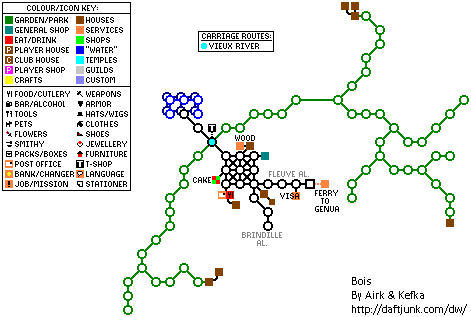 COLOUR/ICON KEY:
GARDEN/PARK
HOUSES
GENERAL SHOP
SERVICES
EAT/DRINK
SHOPS
P PLAYER HOUSE
"WATER"
C CLUB HOUSE
TEMPLES
P PLAYER SHOP
GUILDS
CRAFTS
CUSTOM
FOOD/CUTLERY
WEAPONS
BAR/ALCOHOL
ARMOR
TOOLS
HATS/WIGS
PETS
CLOTHES
FLOWERS
SHOES
SMITHY
JEWELLERY
PACKS/BOXES
FURNITURE
POST OFFICE
T T-SHOP
BANK/CHANGER
LANGUAGE
! JOB/MISSION
STATIONER
CARRIAGE ROUTES:
VIEUX RIVER
T
WOOD
CAKE
FLEUVE AL.
VISA
FERRY
TO
GENUA
BRINDILLE
AL.
Bois
By Airk & Kefka
http://daftjunk.com/dw/